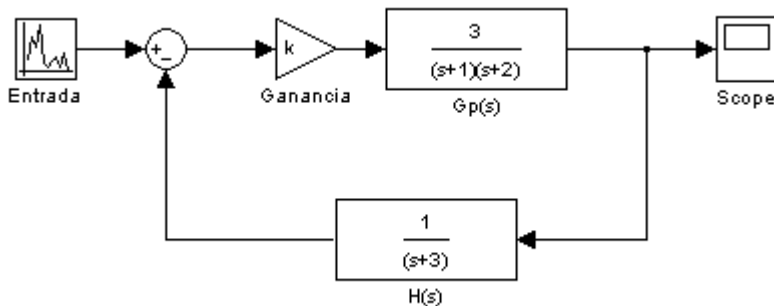 Entrada
+
−
k
Ganancia
3
(s+1)(s+2)
Gp(s)
Scope
1
(s+3)
H(s)